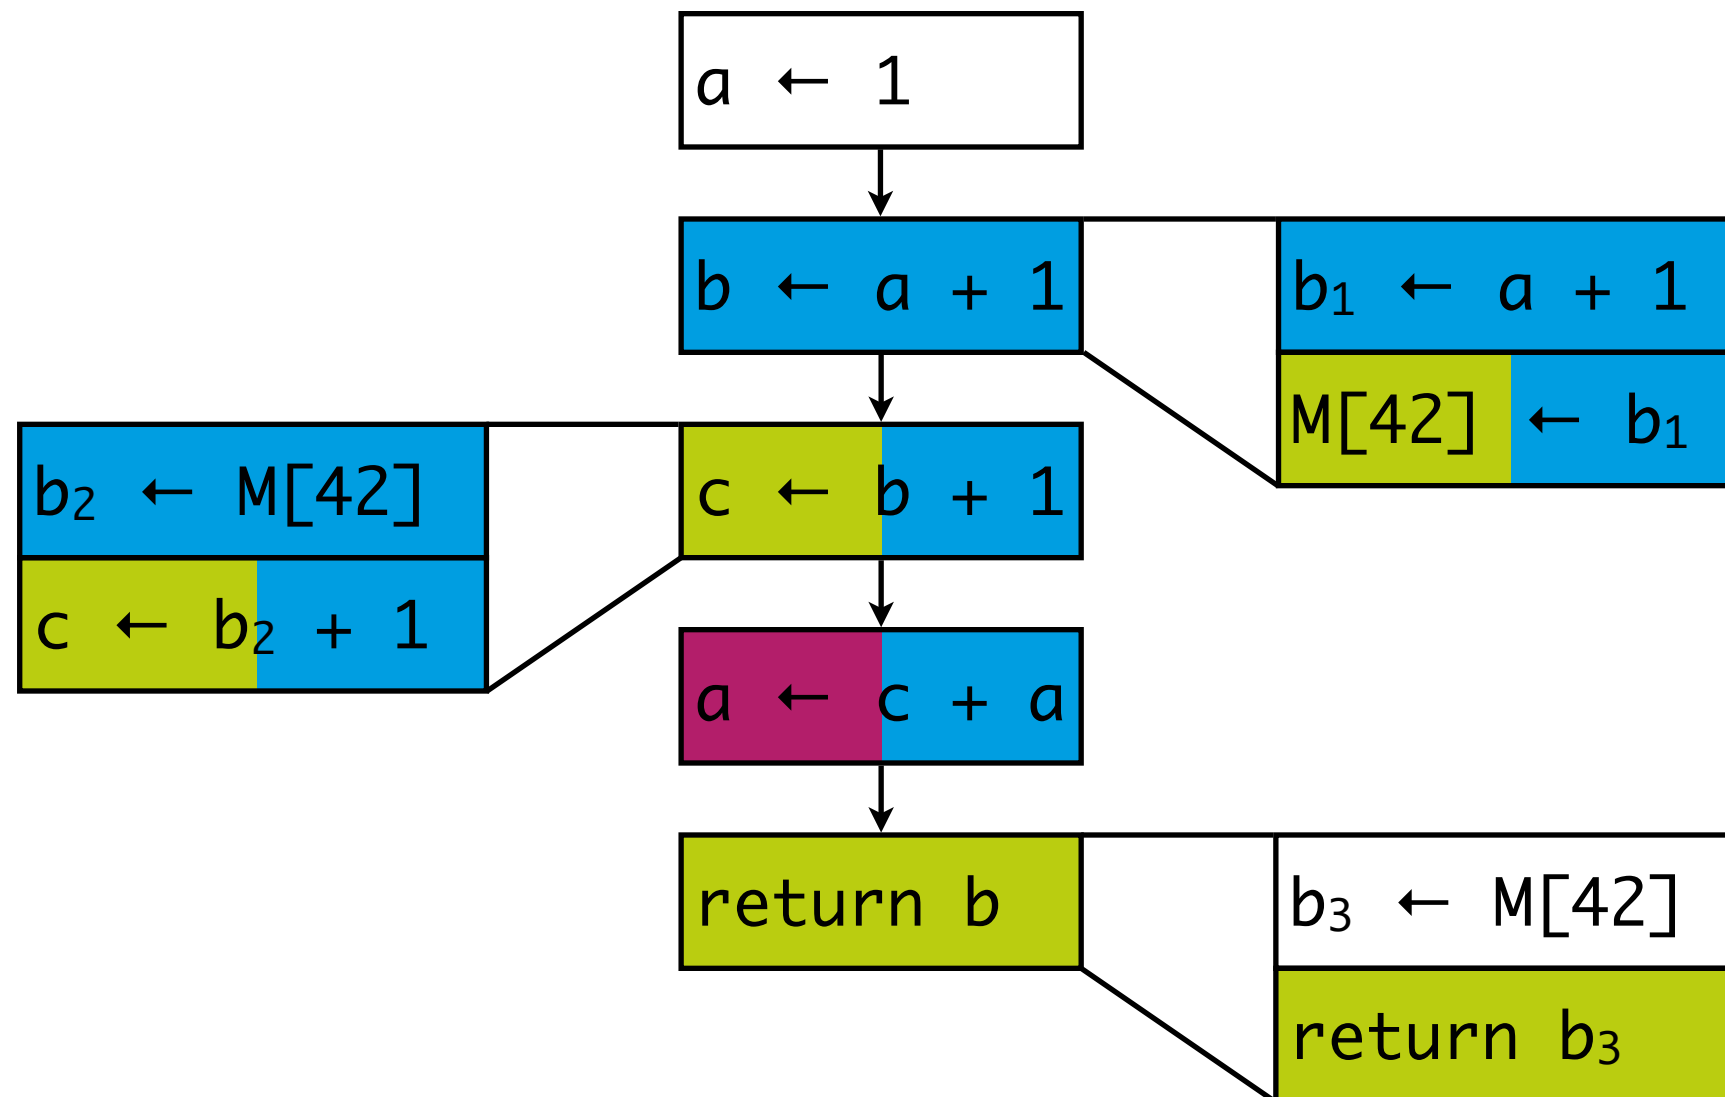 a ← 1
b ← a + 1
b₁ ← a + 1
M[42] ← b₁
c ← b + 1
b₂ ← M[42]
c ← b₂ + 1
a ← c + a
return b
b₃ ← M[42]
return b₃